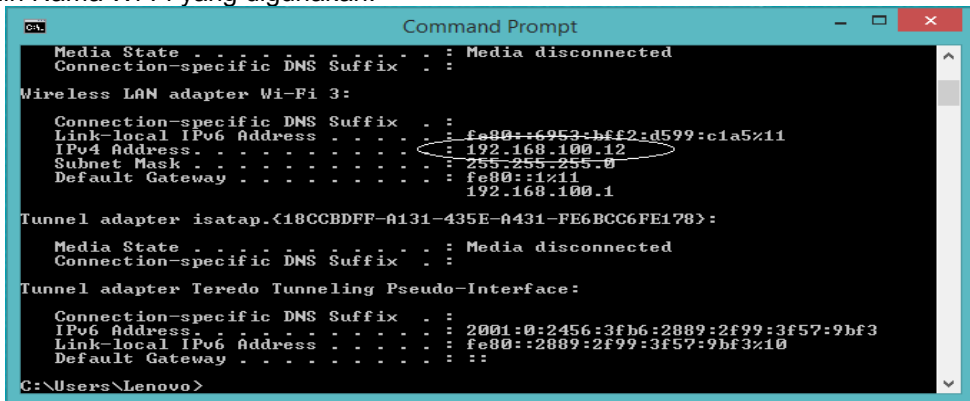 Nama Wi-Fi yang digunakan.
Command Prompt
Media State . . . . . . . . . . . : Media disconnected
Connection-specific DNS Suffix  . :
Wireless LAN adapter Wi-Fi 3:
Connection-specific DNS Suffix  . :
Link-local IPv6 Address . . . . . : fe80::6953:bff2:d599:c1a5%11
IPv4 Address. . . . . . . . . . . : 192.168.100.12
Subnet Mask . . . . . . . . . . . : 255.255.255.0
Default Gateway . . . . . . . . . : fe80::1%11
192.168.100.1
Tunnel adapter isatap.{18CCBDFF-A131-435E-A431-FE6BCC6FE178}:
Media State . . . . . . . . . . . : Media disconnected
Connection-specific DNS Suffix  . :
Tunnel adapter Teredo Tunneling Pseudo-Interface:
Connection-specific DNS Suffix  . :
IPv6 Address. . . . . . . . . . . : 2001:0:2456:3fb6:2889:2f99:3f57:9bf3
Link-local IPv6 Address . . . . . : fe80::2889:2f99:3f57:9bf3%10
Default Gateway . . . . . . . . . : ::
C:\Users\Lenovo>